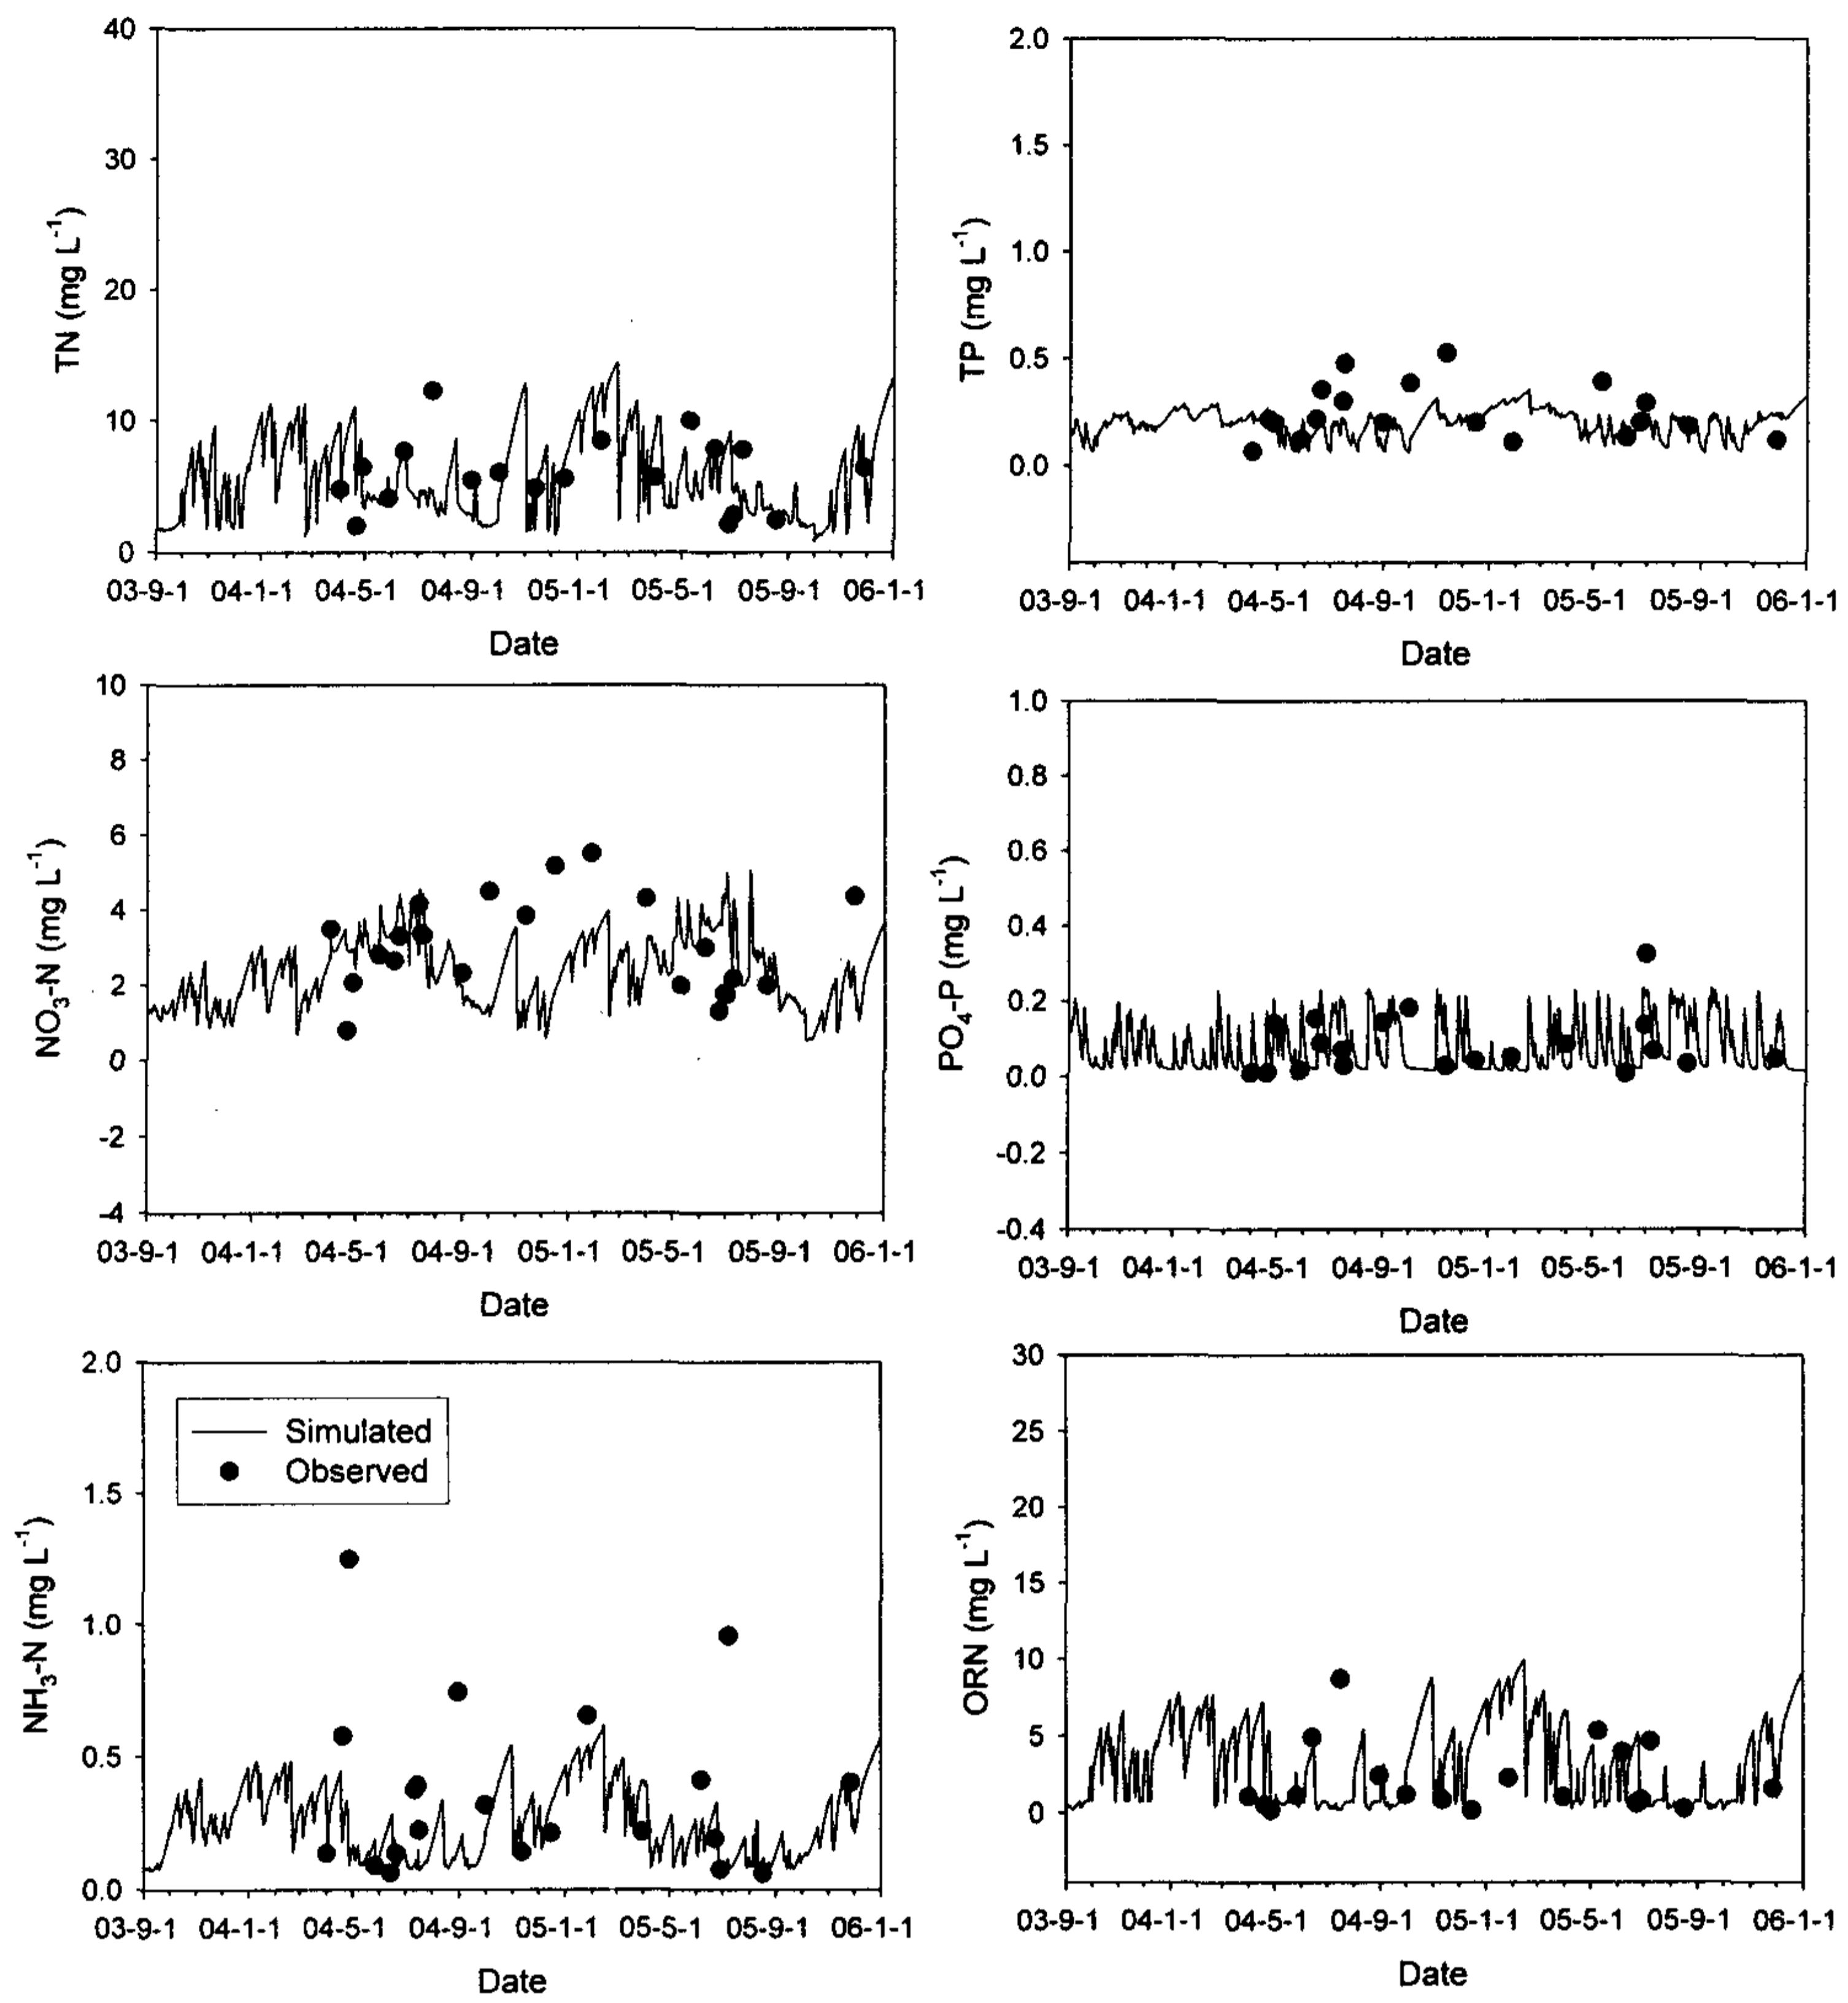 40
30
20
10
0
TN (mg L⁻¹)
03-9-1 04-1-1 04-5-1 04-9-1 05-1-1 05-5-1 05-9-1 06-1-1
Date
2.0
1.5
1.0
0.5
0.0
TP (mg L⁻¹)
03-9-1 04-1-1 04-5-1 04-9-1 05-1-1 05-5-1 05-9-1 06-1-1
Date
10
8
6
4
2
0
-2
-4
NO₃-N (mg L⁻¹)
03-9-1 04-1-1 04-5-1 04-9-1 05-1-1 05-5-1 05-9-1 06-1-1
Date
1.0
0.8
0.6
0.4
0.2
0.0
-0.2
-0.4
PO₄-P (mg L⁻¹)
03-9-1 04-1-1 04-5-1 04-9-1 05-1-1 05-5-1 05-9-1 06-1-1
Date
2.0
1.5
1.0
0.5
0.0
NH₃-N (mg L⁻¹)
Simulated
Observed
03-9-1 04-1-1 04-5-1 04-9-1 05-1-1 05-5-1 05-9-1 06-1-1
Date
30
25
20
15
10
5
0
ORN (mg L⁻¹)
03-9-1 04-1-1 04-5-1 04-9-1 05-1-1 05-5-1 05-9-1 06-1-1
Date